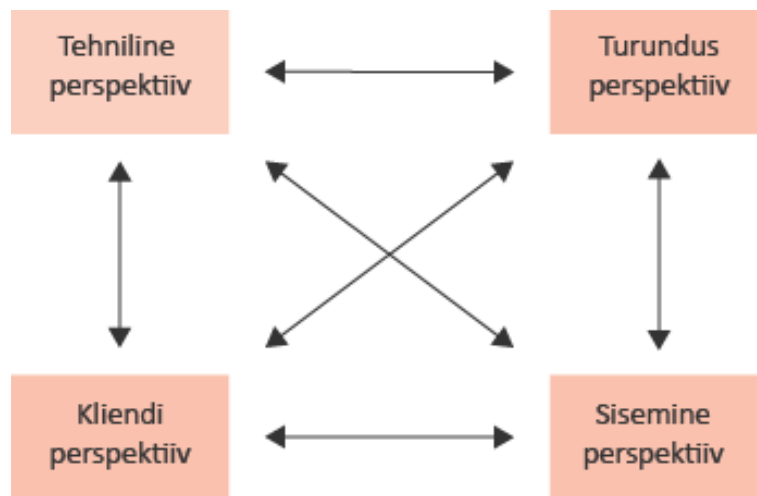 Tehniline
perspektiiv
Turundus
perspektiiv
Kliendi
perspektiiv
Sisemine
perspektiiv